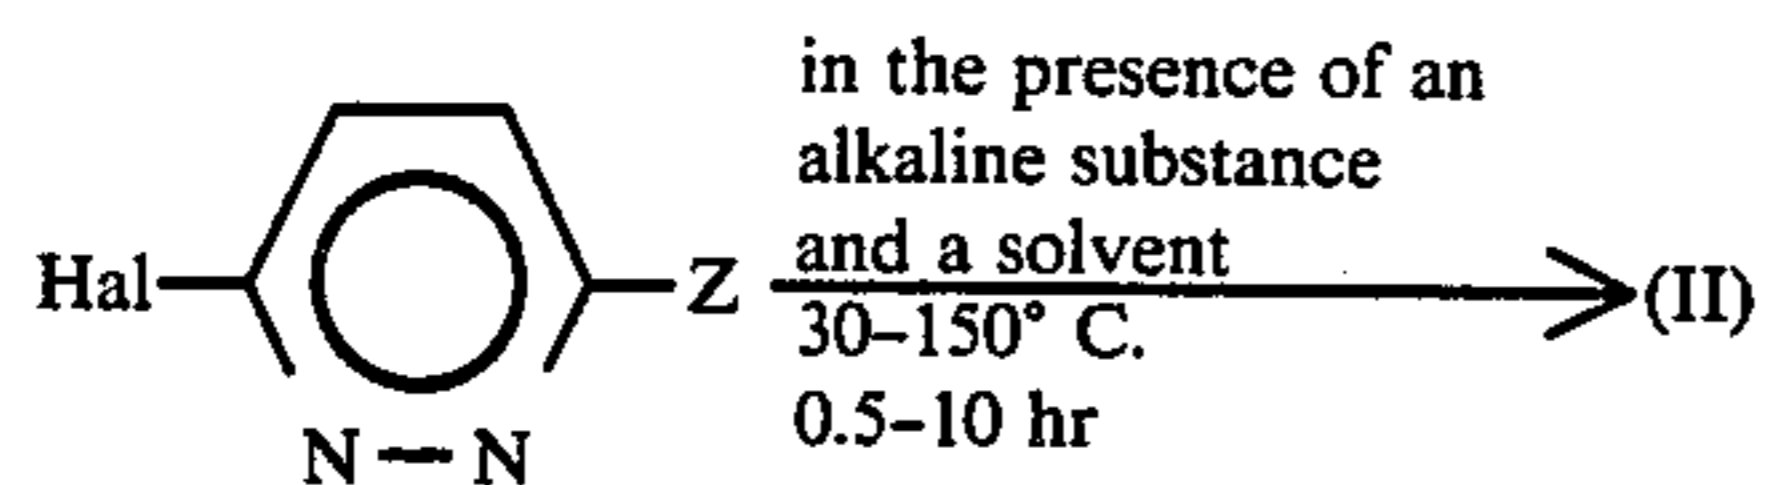 in the presence of an
alkaline substance
and a solvent
Hal Z (II)
30–150° C.
0.5–10 hr
N N